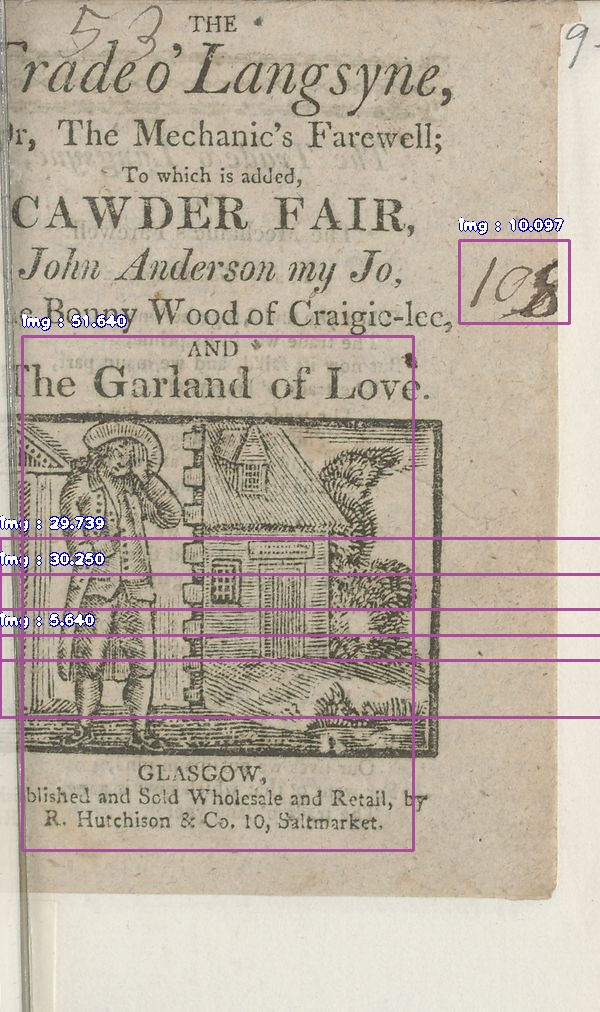 53
9
THE
Trade o' Langsyne,
Or, The Mechanic's Farewell;
To which is added,
CAWDER FAIR,
John Anderson my Jo,
Bonny Wood of Craigie-lee,
AND
The Garland of Love.
GLASGOW,
blished and Sold Wholesale and Retail, by
R. Hutchison & Co. 10, Saltmarket.
108
img : 10.097
img : 51.640
img : 29.739
img : 30.250
img : 5.640